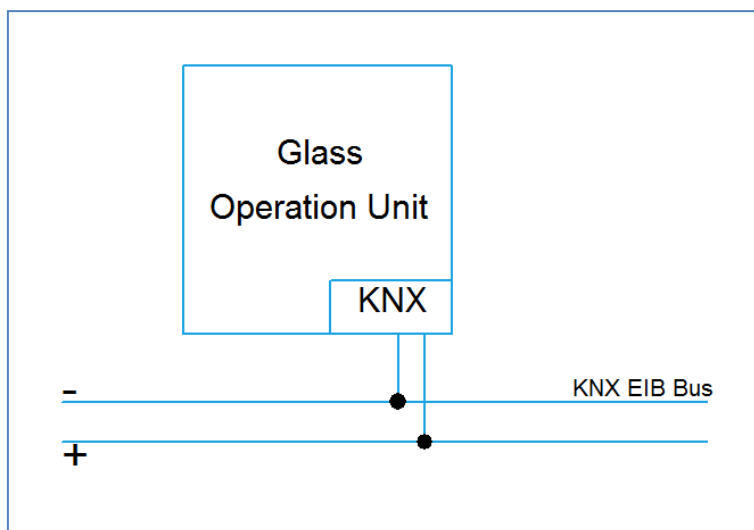 Glass
Operation Unit
KNX
-
KNX EIB Bus
+